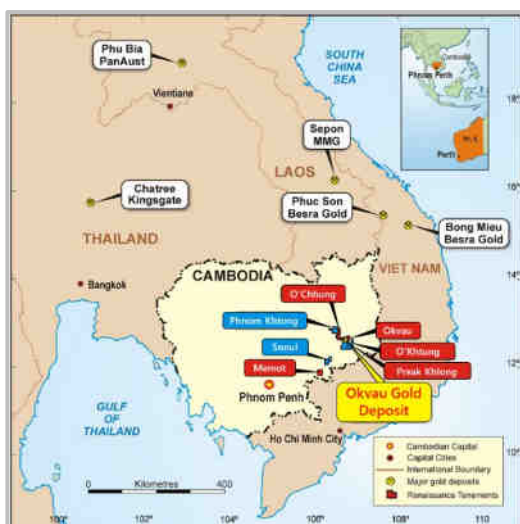 Phu Bia
PanAust
SOUTH
CHINA
SEA
Cambodia
Phnom Penh
W.A.
Perth
Vientiane
18°
Sepon
MMG
LAOS
16°
Chatree
Kingsgate
Phuc Son
Besra Gold
Bong Mieu
Besra Gold
THAILAND
VIET NAM
14°
CAMBODIA
Bangkok
O'Chhung
Phnom Khtong
Okvau
O'Khtung
Snoul
Memot
Preak Khlong
12°
Phnom Penh
Okvau Gold
Deposit
GULF
OF
THAILAND
Ho Chi Minh City
Cambodian Capital
Capital Cities
International Boundary
Major gold deposits
Renaissance Tenements
Kilometres
0
400
100°
102°
104°
106°
108°
110°